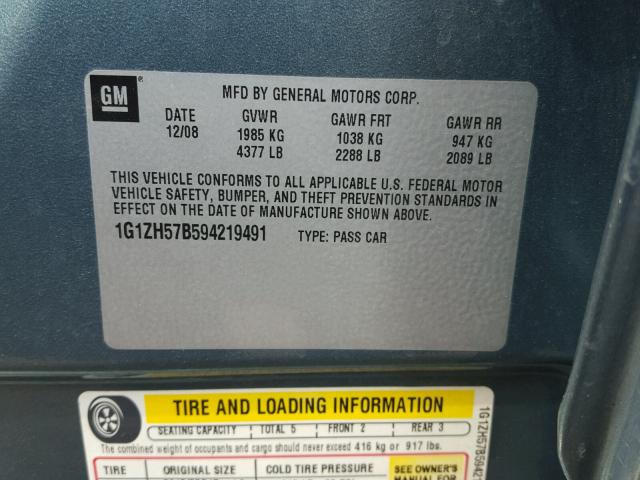 GM ®
MFD BY GENERAL MOTORS CORP.
DATE GVWR GAWR FRT GAWR RR
12/08 1985 KG 1038 KG 947 KG
4377 LB 2288 LB 2089 LB
THIS VEHICLE CONFORMS TO ALL APPLICABLE U.S. FEDERAL MOTOR
VEHICLE SAFETY, BUMPER, AND THEFT PREVENTION STANDARDS IN
EFFECT ON THE DATE OF MANUFACTURE SHOWN ABOVE.
1G1ZH57B594219491 TYPE: PASS CAR
TIRE AND LOADING INFORMATION
SEATING CAPACITY TOTAL 5 FRONT 2 REAR 3
The combined weight of occupants and cargo should never exceed 416 kg or 917 lbs.
TIRE ORIGINAL SIZE COLD TIRE PRESSURE SEE OWNER'S
1G1ZH57B5942